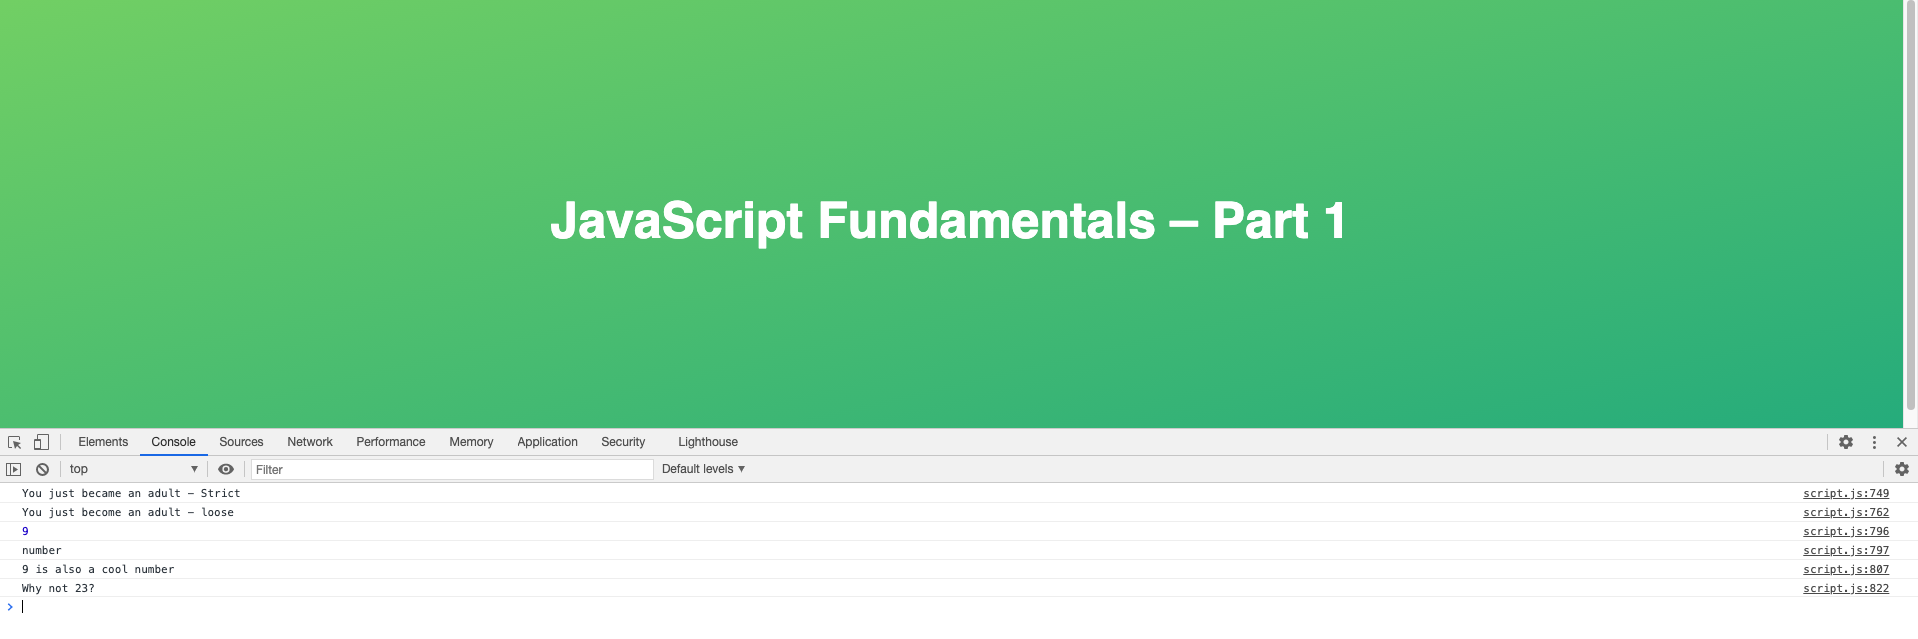 JavaScript Fundamentals – Part 1
Elements Console Sources Network Performance Memory Application Security Lighthouse
top Filter Default levels
You just became an adult – Strict script.js:749
You just become an adult – loose script.js:762
9 script.js:796
number script.js:797
9 is also a cool number script.js:807
Why not 23? script.js:822